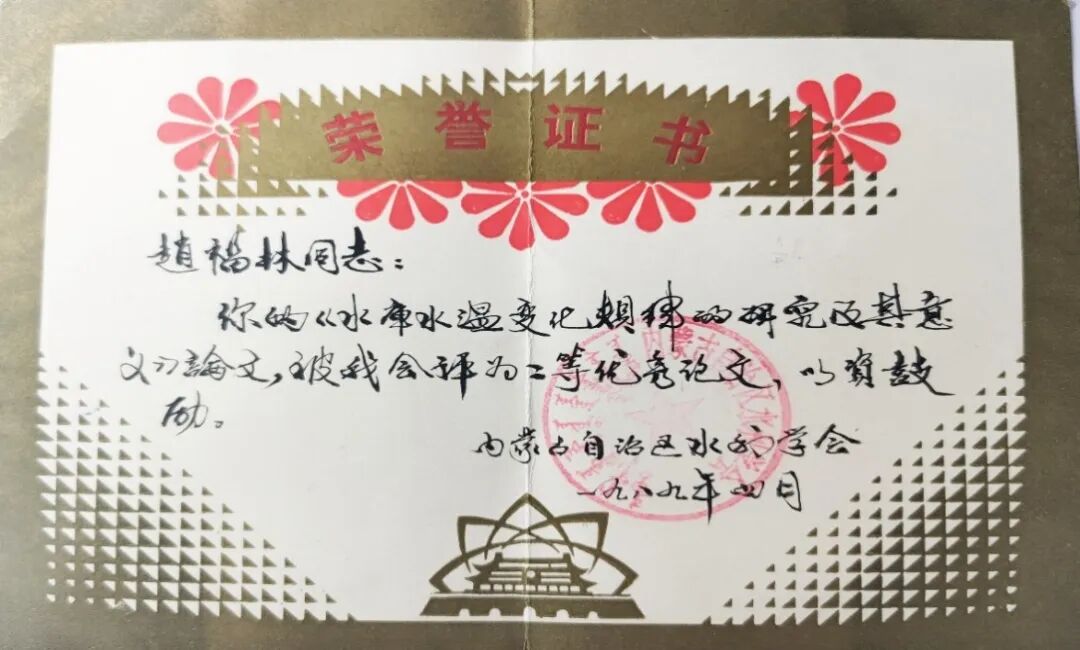 荣誉证书
趙福林同志:
你的《水库水温变化規律的研究及其意
义》論文,被我会评为二等优秀论文,以资鼓
励。
内蒙古自治区水利学会
一九八九年四月